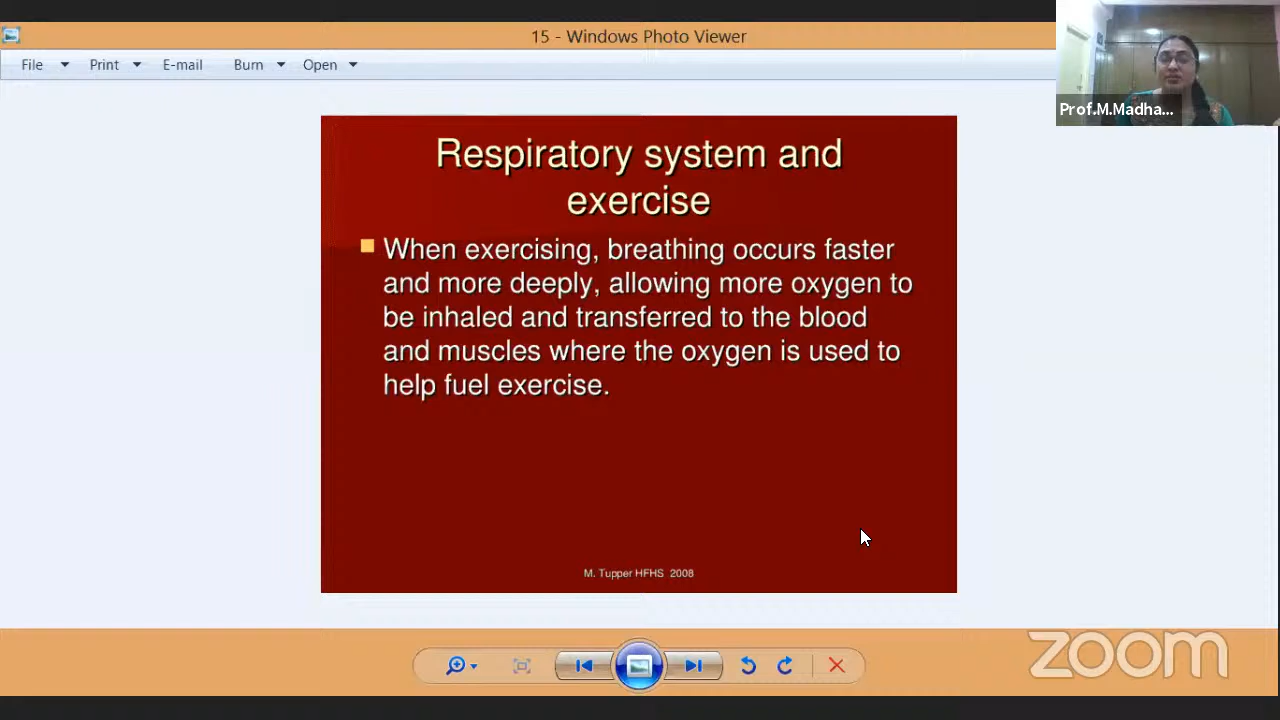 15 - Windows Photo Viewer
File Print E-mail Burn Open
Prof.M.Madha...
Respiratory system and
exercise
When exercising, breathing occurs faster
and more deeply, allowing more oxygen to
be inhaled and transferred to the blood
and muscles where the oxygen is used to
help fuel exercise.
M. Tupper HFHS 2008
zoom